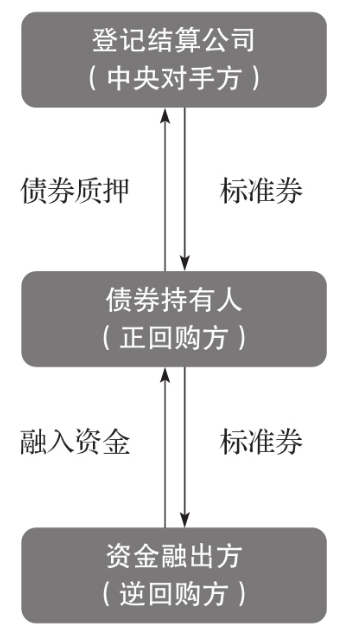 登记结算公司
（中央对手方）
债券质押
标准券
债券持有人
（正回购方）
融入资金
标准券
资金融出方
（逆回购方）